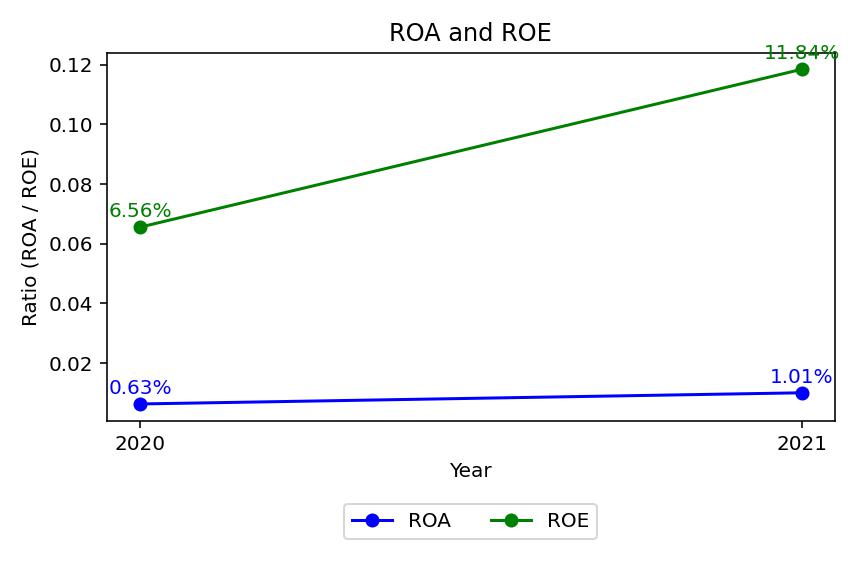 ROA and ROE
11.84%
0.12
0.10
0.08
6.56%
0.06
0.04
0.02
1.01%
0.63%
Ratio (ROA / ROE)
2020 2021
Year
ROA ROE